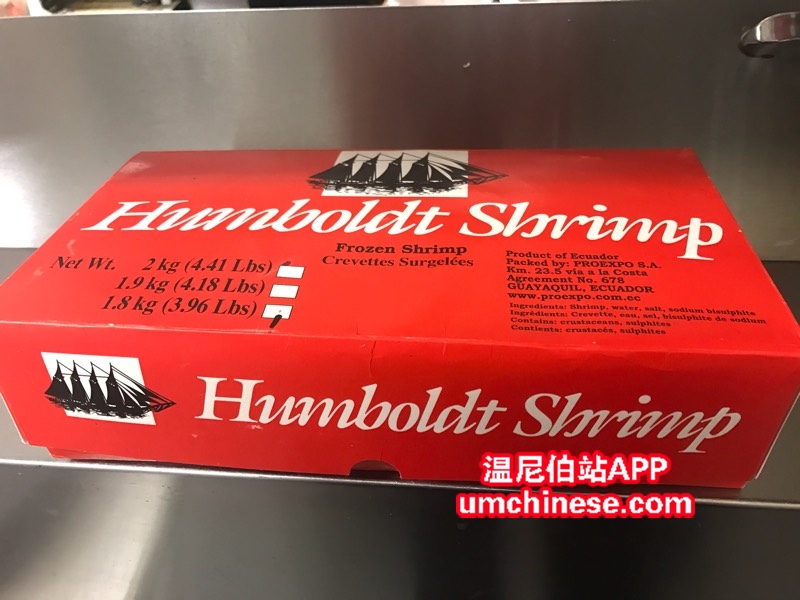 Humboldt Shrimp
Frozen Shrimp
Crevettes Surgelées
Net Wt. 2 kg (4.41 Lbs)
1.9 kg (4.18 Lbs)
1.8 kg (3.96 Lbs)
Product of Ecuador
Packed by: PROEXPO S.A.
Km. 23.5 via a la Costa
Agreement No. 678
GUAYAQUIL, ECUADOR
www.proexpo.com.ec
Ingredients: Shrimp, water, salt, sodium bisulphite
Ingrédients: Crevette, eau, sel, bisulphite de sodium
Contains: crustaceans, sulphites
Contients: crustacés, sulphites
Humboldt Shrimp
温尼伯站APP
umchinese.com